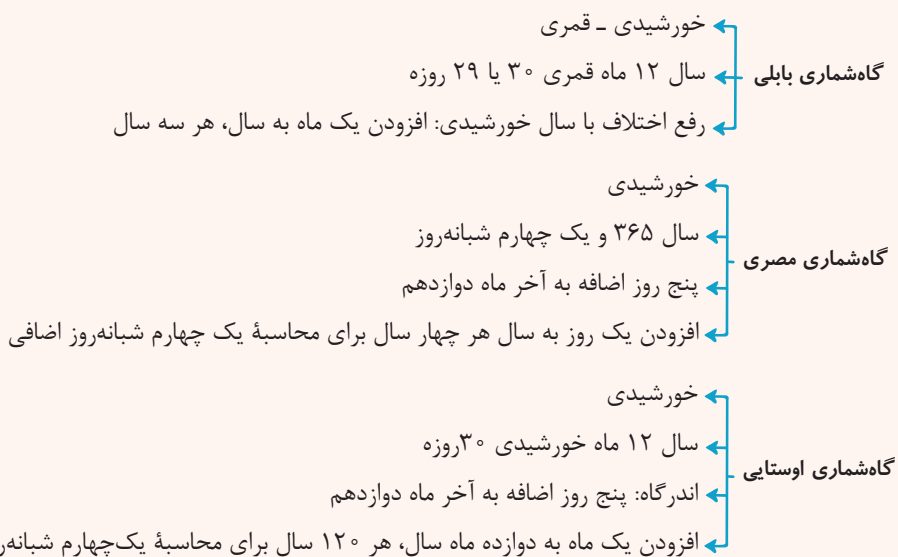 خورشیدی ـ قمری
گاه‌شماری بابلی
سال ۱۲ ماه قمری ۳۰ یا ۲۹ روزه
رفع اختلاف با سال خورشیدی: افزودن یک ماه به سال، هر سه سال
خورشیدی
سال ۳۶۵ و یک چهارم شبانه‌روز
گاه‌شماری مصری
پنج روز اضافه به آخر ماه دوازدهم
افزودن یک روز به سال هر چهار سال برای محاسبهٔ یک چهارم شبانه‌روز اضافی
خورشیدی
سال ۱۲ ماه خورشیدی ۳۰روزه
گاه‌شماری اوستایی
اندرگاه: پنج روز اضافه به آخر ماه دوازدهم
افزودن یک ماه به دوازده ماه سال، هر ۱۲۰ سال برای محاسبهٔ یک‌چهارم